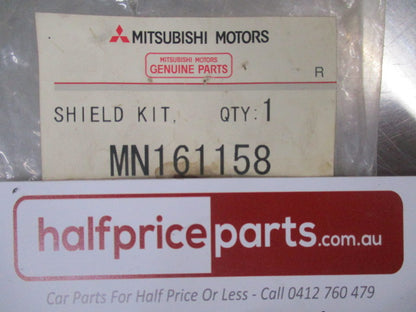 MITSUBISHI MOTORS
MITSUBISHI MOTORS
GENUINE PARTS
R
SHIELD KIT, QTY:1
MN161158
halfpriceparts.com.au
Car Parts For Half Price Or Less - Call 0412 760 479